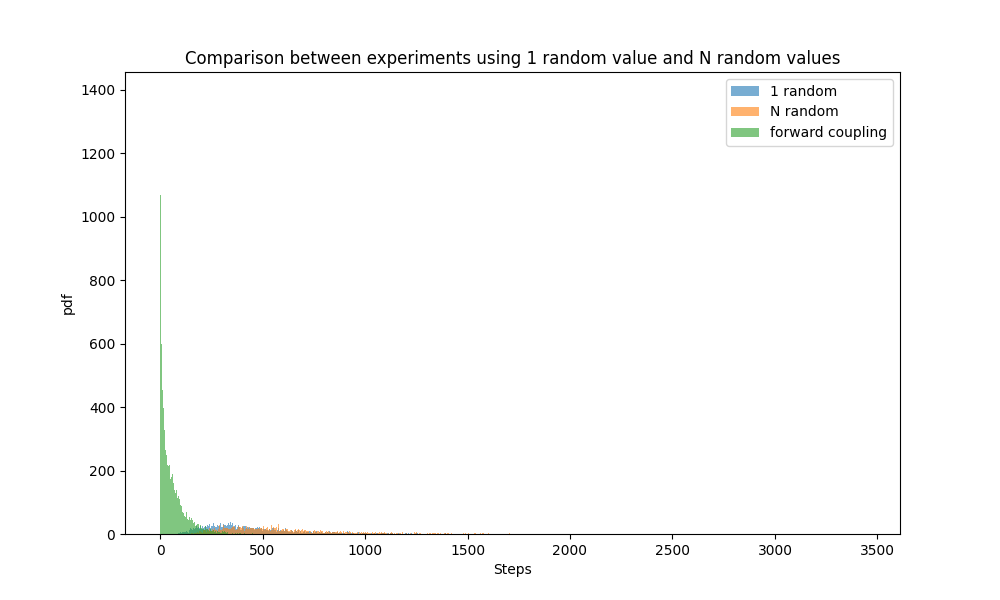 Comparison between experiments using 1 random value and N random values
1 random
N random
forward coupling
1400
1200
1000
800
600
400
200
0
pdf
0 500 1000 1500 2000 2500 3000 3500
Steps